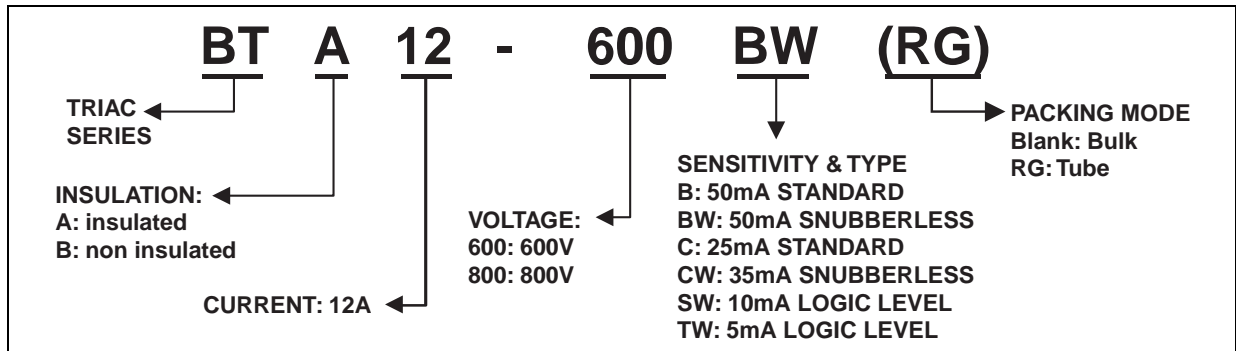 BT A 12 - 600 BW (RG)
TRIAC
SERIES
INSULATION:
A: insulated
B: non insulated
CURRENT: 12A
VOLTAGE:
600: 600V
800: 800V
SENSITIVITY & TYPE
B: 50mA STANDARD
BW: 50mA SNUBBERLESS
C: 25mA STANDARD
CW: 35mA SNUBBERLESS
SW: 10mA LOGIC LEVEL
TW: 5mA LOGIC LEVEL
PACKING MODE
Blank: Bulk
RG: Tube